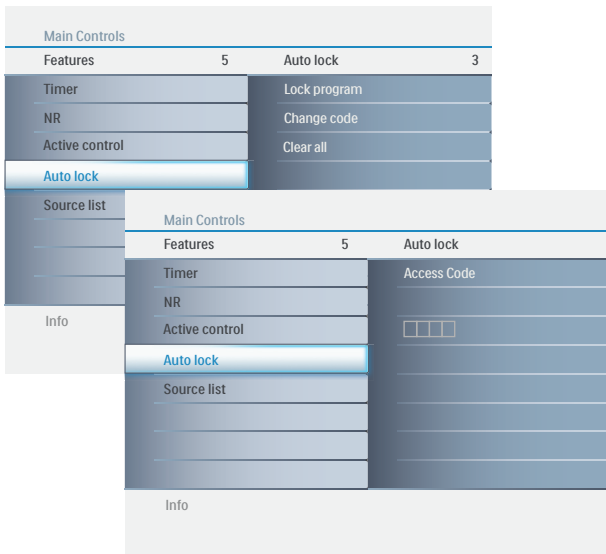 Main Controls
Features 5 Auto lock 3
Timer Lock program
NR Change code
Active control Clear all
Auto lock
Source list
Info
Main Controls
Features 5 Auto lock
Timer Access Code
NR
Active control
Auto lock
Source list
Info